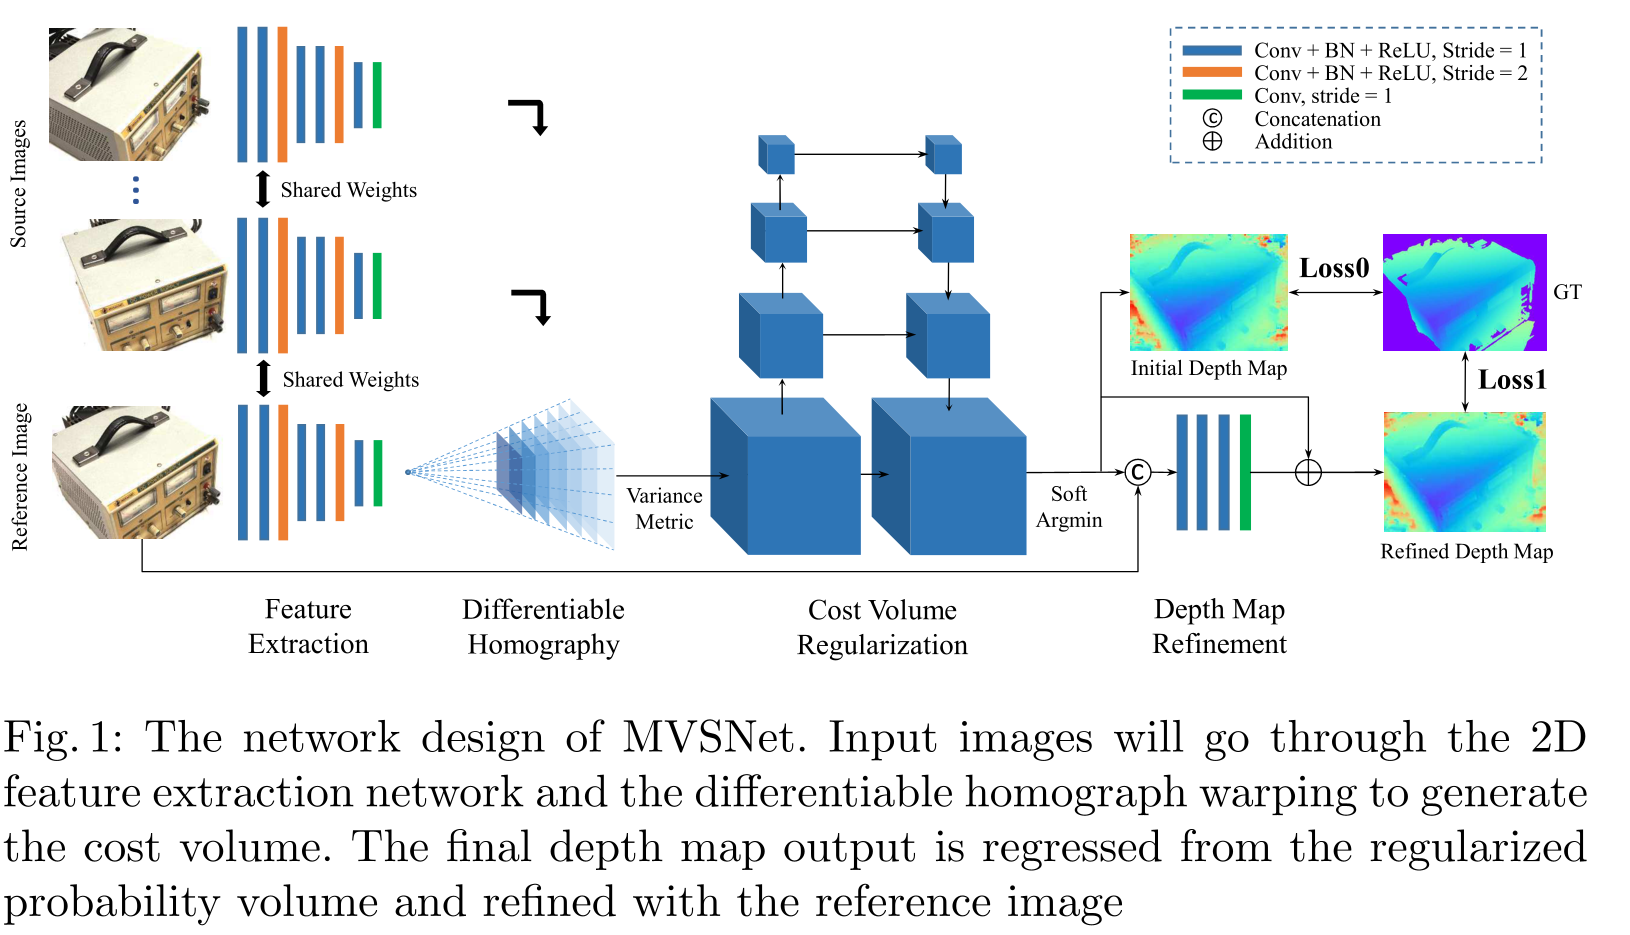 Source Images
Reference Image
Shared Weights
Shared Weights
Variance
Metric
Soft
Argmin
C
Conv + BN + ReLU, Stride = 1
Conv + BN + ReLU, Stride = 2
Conv, stride = 1
C Concatenation
Addition
Initial Depth Map
Loss0
GT
Loss1
Refined Depth Map
Feature
Extraction
Differentiable
Homography
Cost Volume
Regularization
Depth Map
Refinement
Fig. 1: The network design of MVSNet. Input images will go through the 2D
feature extraction network and the differentiable homograph warping to generate
the cost volume. The final depth map output is regressed from the regularized
probability volume and refined with the reference image